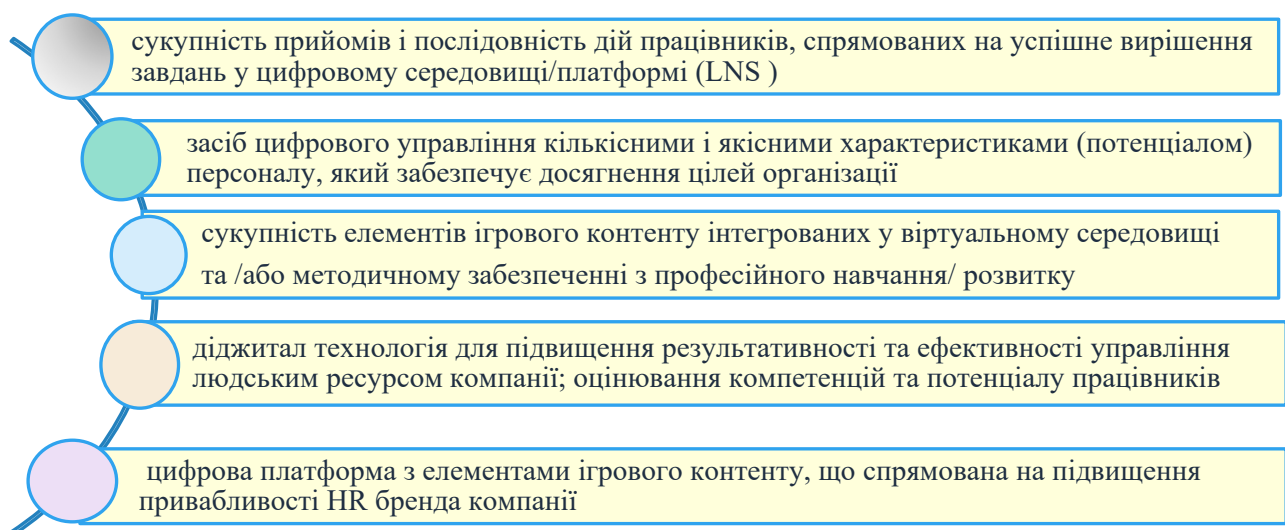 сукупність прийомів і послідовність дій працівників, спрямованих на успішне вирішення
завдань у цифровому середовищі/платформі (LNS )
засіб цифрового управління кількісними і якісними характеристиками (потенціалом)
персоналу, який забезпечує досягнення цілей організації
сукупність елементів ігрового контенту інтегрованих у віртуальному середовищі
та /або методичному забезпеченні з професійного навчання/ розвитку
діджитал технологія для підвищення результативності та ефективності управління
людським ресурсом компанії; оцінювання компетенцій та потенціалу працівників
цифрова платформа з елементами ігрового контенту, що спрямована на підвищення
привабливості HR бренда компанії